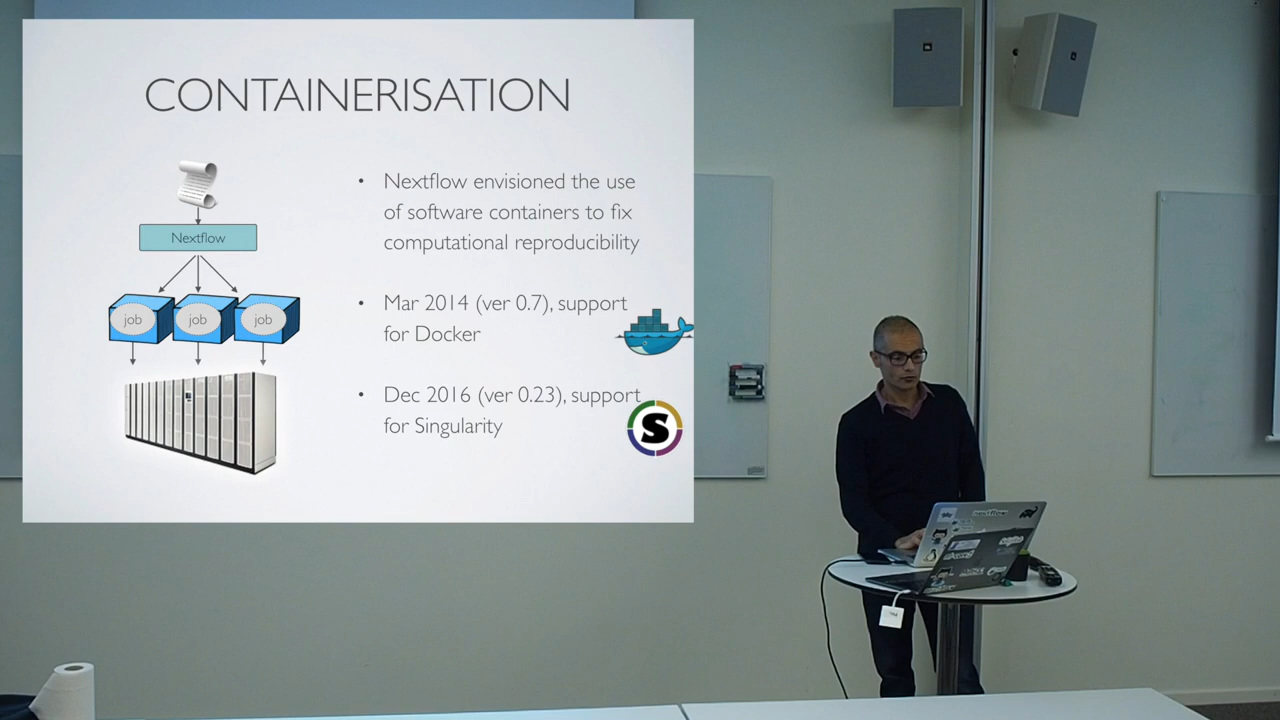 CONTAINERISATION
Nextflow
job
job
job
• Nextflow envisioned the use
of software containers to fix
computational reproducibility
• Mar 2014 (ver 0.7), support
for Docker
• Dec 2016 (ver 0.23), support
for Singularity
S
nextflow